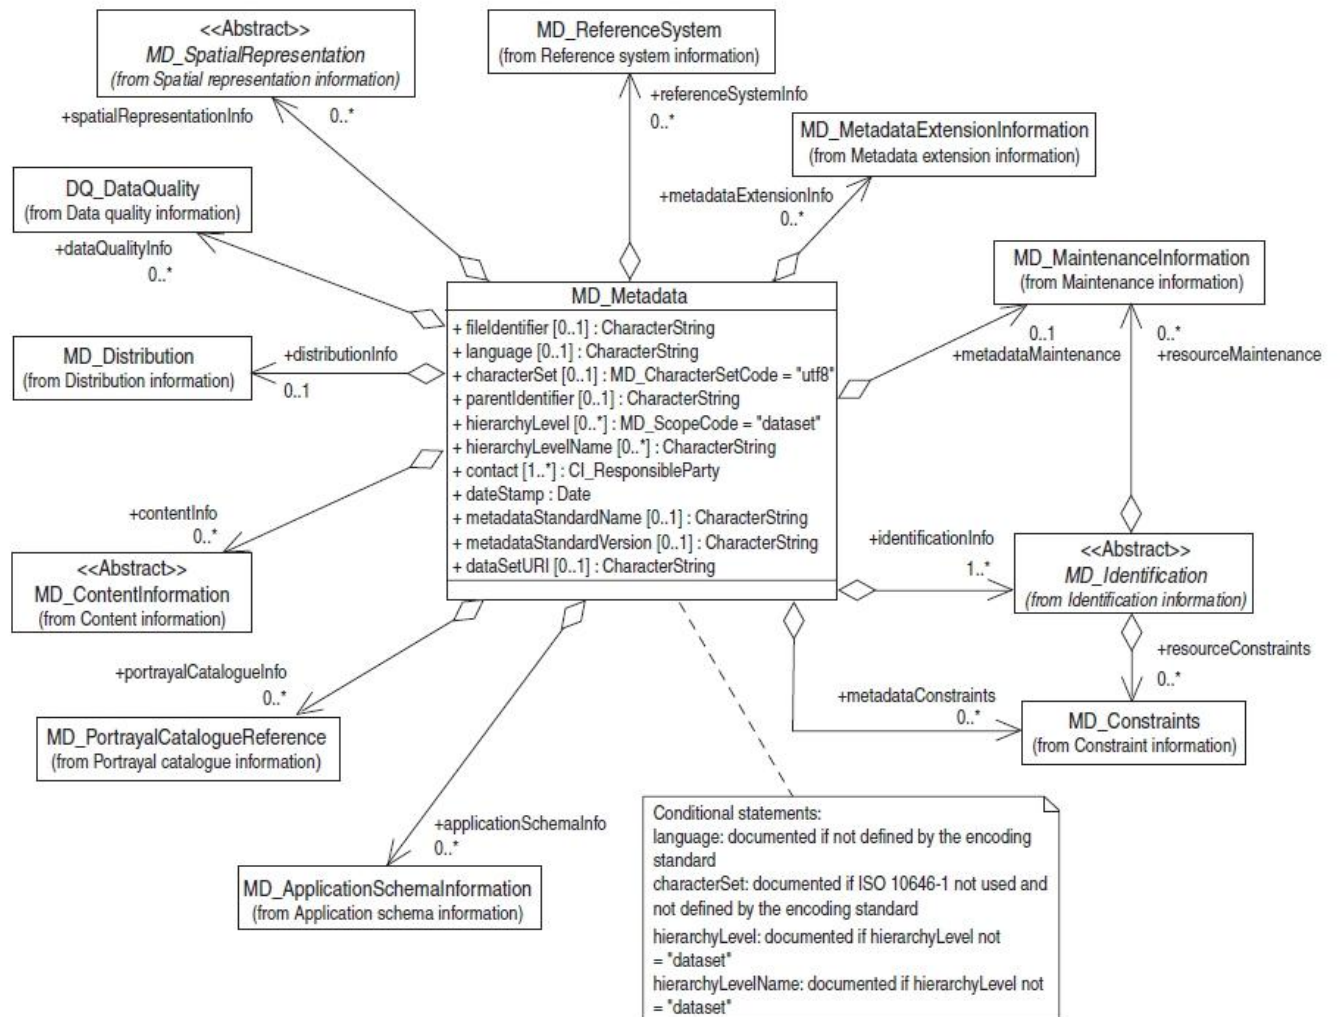 <<Abstract>>
MD_SpatialRepresentation
(from Spatial representation information)
MD_ReferenceSystem
(from Reference system information)
+spatialRepresentationInfo
0..*
+referenceSystemInfo
0..*
MD_MetadataExtensionInformation
(from Metadata extension information)
DQ_DataQuality
(from Data quality information)
+metadataExtensionInfo
0..*
+dataQualityInfo
0..*
MD_MaintenanceInformation
(from Maintenance information)
MD_Metadata
+ fileIdentifier [0..1] : CharacterString
+ language [0..1] : CharacterString
+ characterSet [0..1] : MD_CharacterSetCode = "utf8"
+ parentIdentifier [0..1] : CharacterString
+ hierarchyLevel [0..*] : MD_ScopeCode = "dataset"
+ hierarchyLevelName [0..*] : CharacterString
+ contact [1..*] : CI_ResponsibleParty
+ dateStamp : Date
+ metadataStandardName [0..1] : CharacterString
+ metadataStandardVersion [0..1] : CharacterString
+ dataSetURI [0..1] : CharacterString
MD_Distribution
(from Distribution information)
+distributionInfo
0..1
0..1
+metadataMaintenance
0..*
+resourceMaintenance
+contentInfo
0..*
<<Abstract>>
MD_ContentInformation
(from Content information)
+identificationInfo
1..*
<<Abstract>>
MD_Identification
(from Identification information)
+portrayalCatalogueInfo
0..*
MD_PortrayalCatalogueReference
(from Portrayal catalogue information)
+resourceConstraints
0..*
+metadataConstraints
0..*
MD_Constraints
(from Constraint information)
+applicationSchemaInfo
0..*
MD_ApplicationSchemaInformation
(from Application schema information)
Conditional statements:
language: documented if not defined by the encoding
standard
characterSet: documented if ISO 10646-1 not used and
not defined by the encoding standard
hierarchyLevel: documented if hierarchyLevel not
= "dataset"
hierarchyLevelName: documented if hierarchyLevel not
= "dataset"